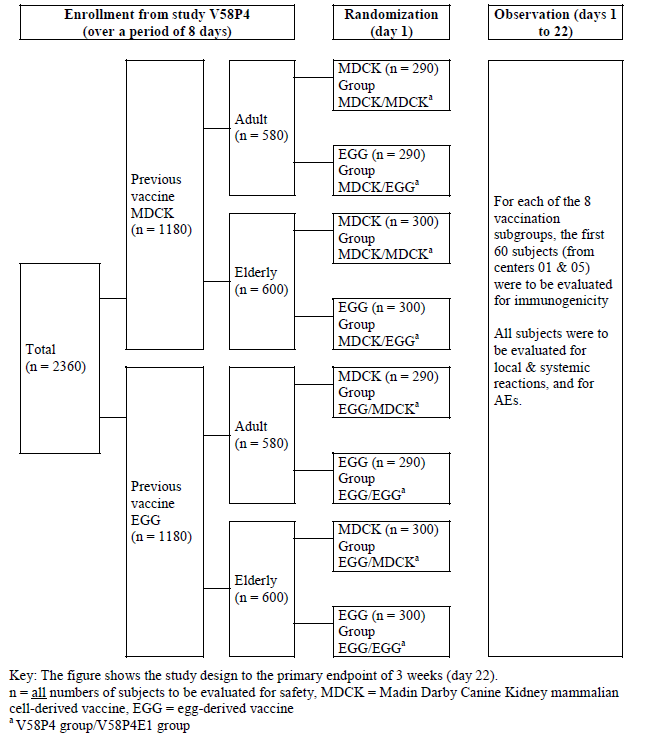 Enrollment from study V58P4
(over a period of 8 days)
Randomization
(day 1)
Observation (days 1
to 22)
Total
(n = 2360)
Previous
vaccine
MDCK
(n = 1180)
Adult
(n = 580)
MDCK (n = 290)
Group
MDCK/MDCKª
EGG (n = 290)
Group
MDCK/EGGª
Elderly
(n = 600)
MDCK (n = 300)
Group
MDCK/MDCKª
EGG (n = 300)
Group
MDCK/EGGª
Previous
vaccine
EGG
(n = 1180)
Adult
(n = 580)
MDCK (n = 290)
Group
EGG/MDCKª
EGG (n = 290)
Group
EGG/EGGª
Elderly
(n = 600)
MDCK (n = 300)
Group
EGG/MDCKª
EGG (n = 300)
Group
EGG/EGGª
For each of the 8
vaccination
subgroups, the first
60 subjects (from
centers 01 & 05)
were to be evaluated
for immunogenicity
All subjects were to
be evaluated for
local & systemic
reactions, and for
AEs.
Key: The figure shows the study design to the primary endpoint of 3 weeks (day 22).
n = all numbers of subjects to be evaluated for safety, MDCK = Madin Darby Canine Kidney mammalian
cell-derived vaccine, EGG = egg-derived vaccine
ª V58P4 group/V58P4E1 group